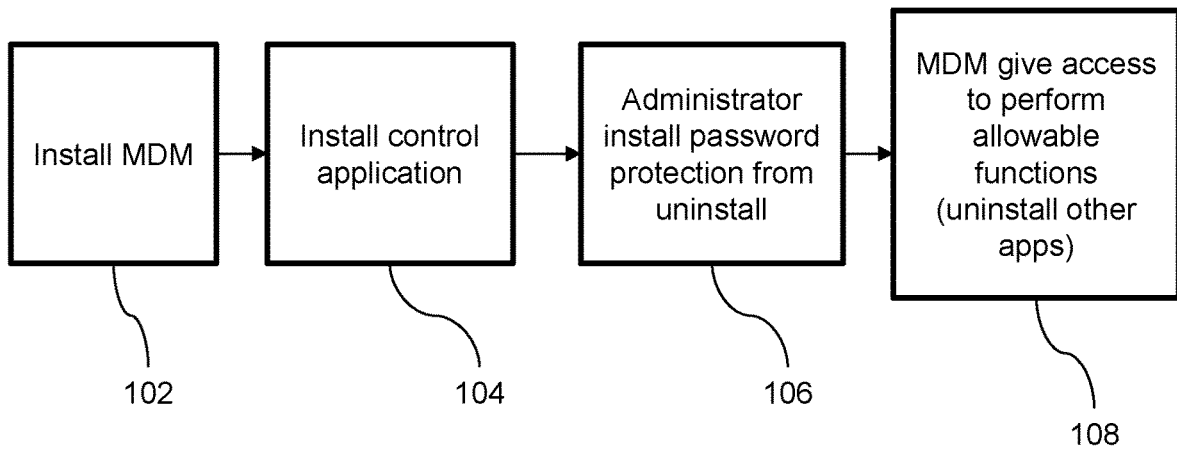 Install MDM
Install control
application
Administrator
install password
protection from
uninstall
MDM give access
to perform
allowable
functions
(uninstall other
apps)
102
104
106
108